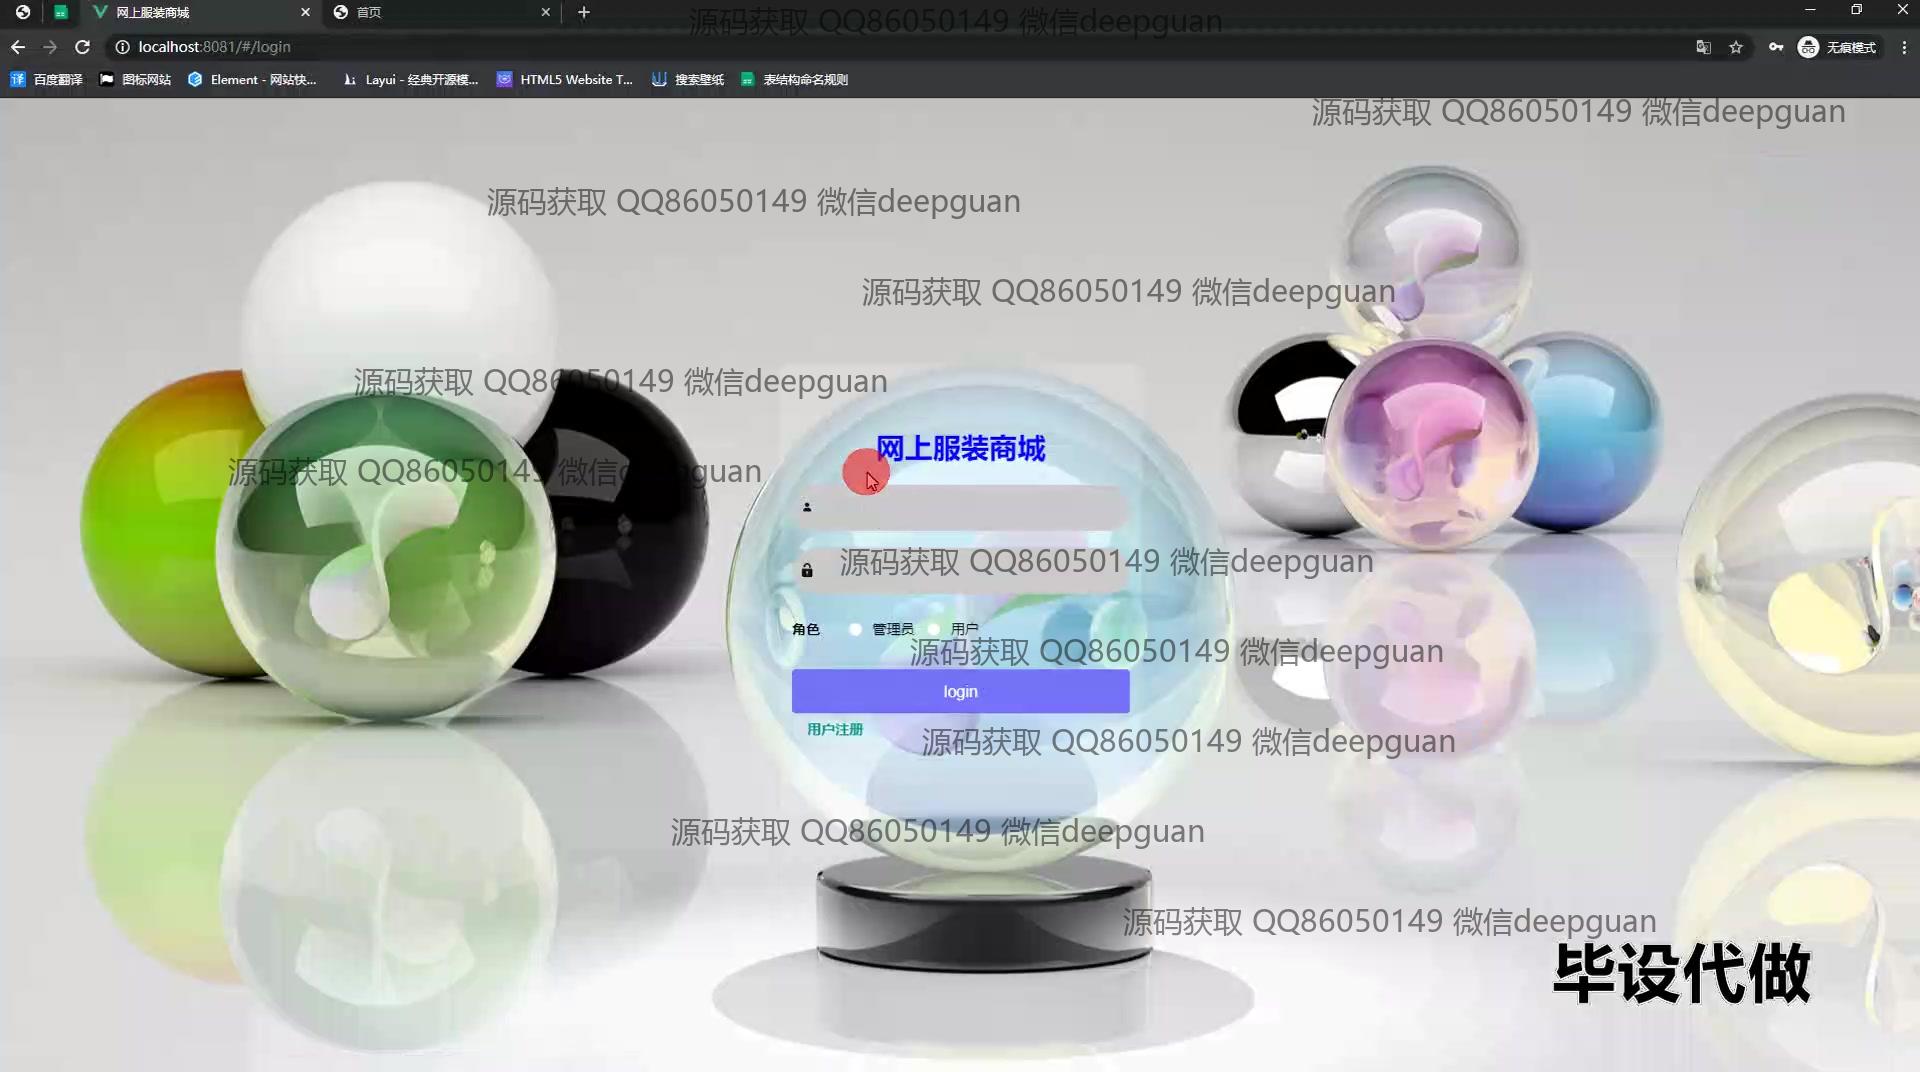 网上服装商城
首页
源码获取 QQ86050149 微信deepguan
localhost:8081/#/login
无痕模式
百度翻译
图标网站
Element - 网站快...
Layui - 经典开源模...
HTML5 Website T...
搜索壁纸
表结构命名规则
源码获取 QQ86050149 微信deepguan
源码获取 QQ86050149 微信deepguan
源码获取 QQ86050149 微信deepguan
源码获取 QQ86050149 微信deepguan
网上服装商城
源码获取 QQ86050149 微信deepguan
源码获取 QQ86050149 微信deepguan
角色 管理员 用户
源码获取 QQ86050149 微信deepguan
login
用户注册
源码获取 QQ86050149 微信deepguan
源码获取 QQ86050149 微信deepguan
源码获取 QQ86050149 微信deepguan
毕设代做